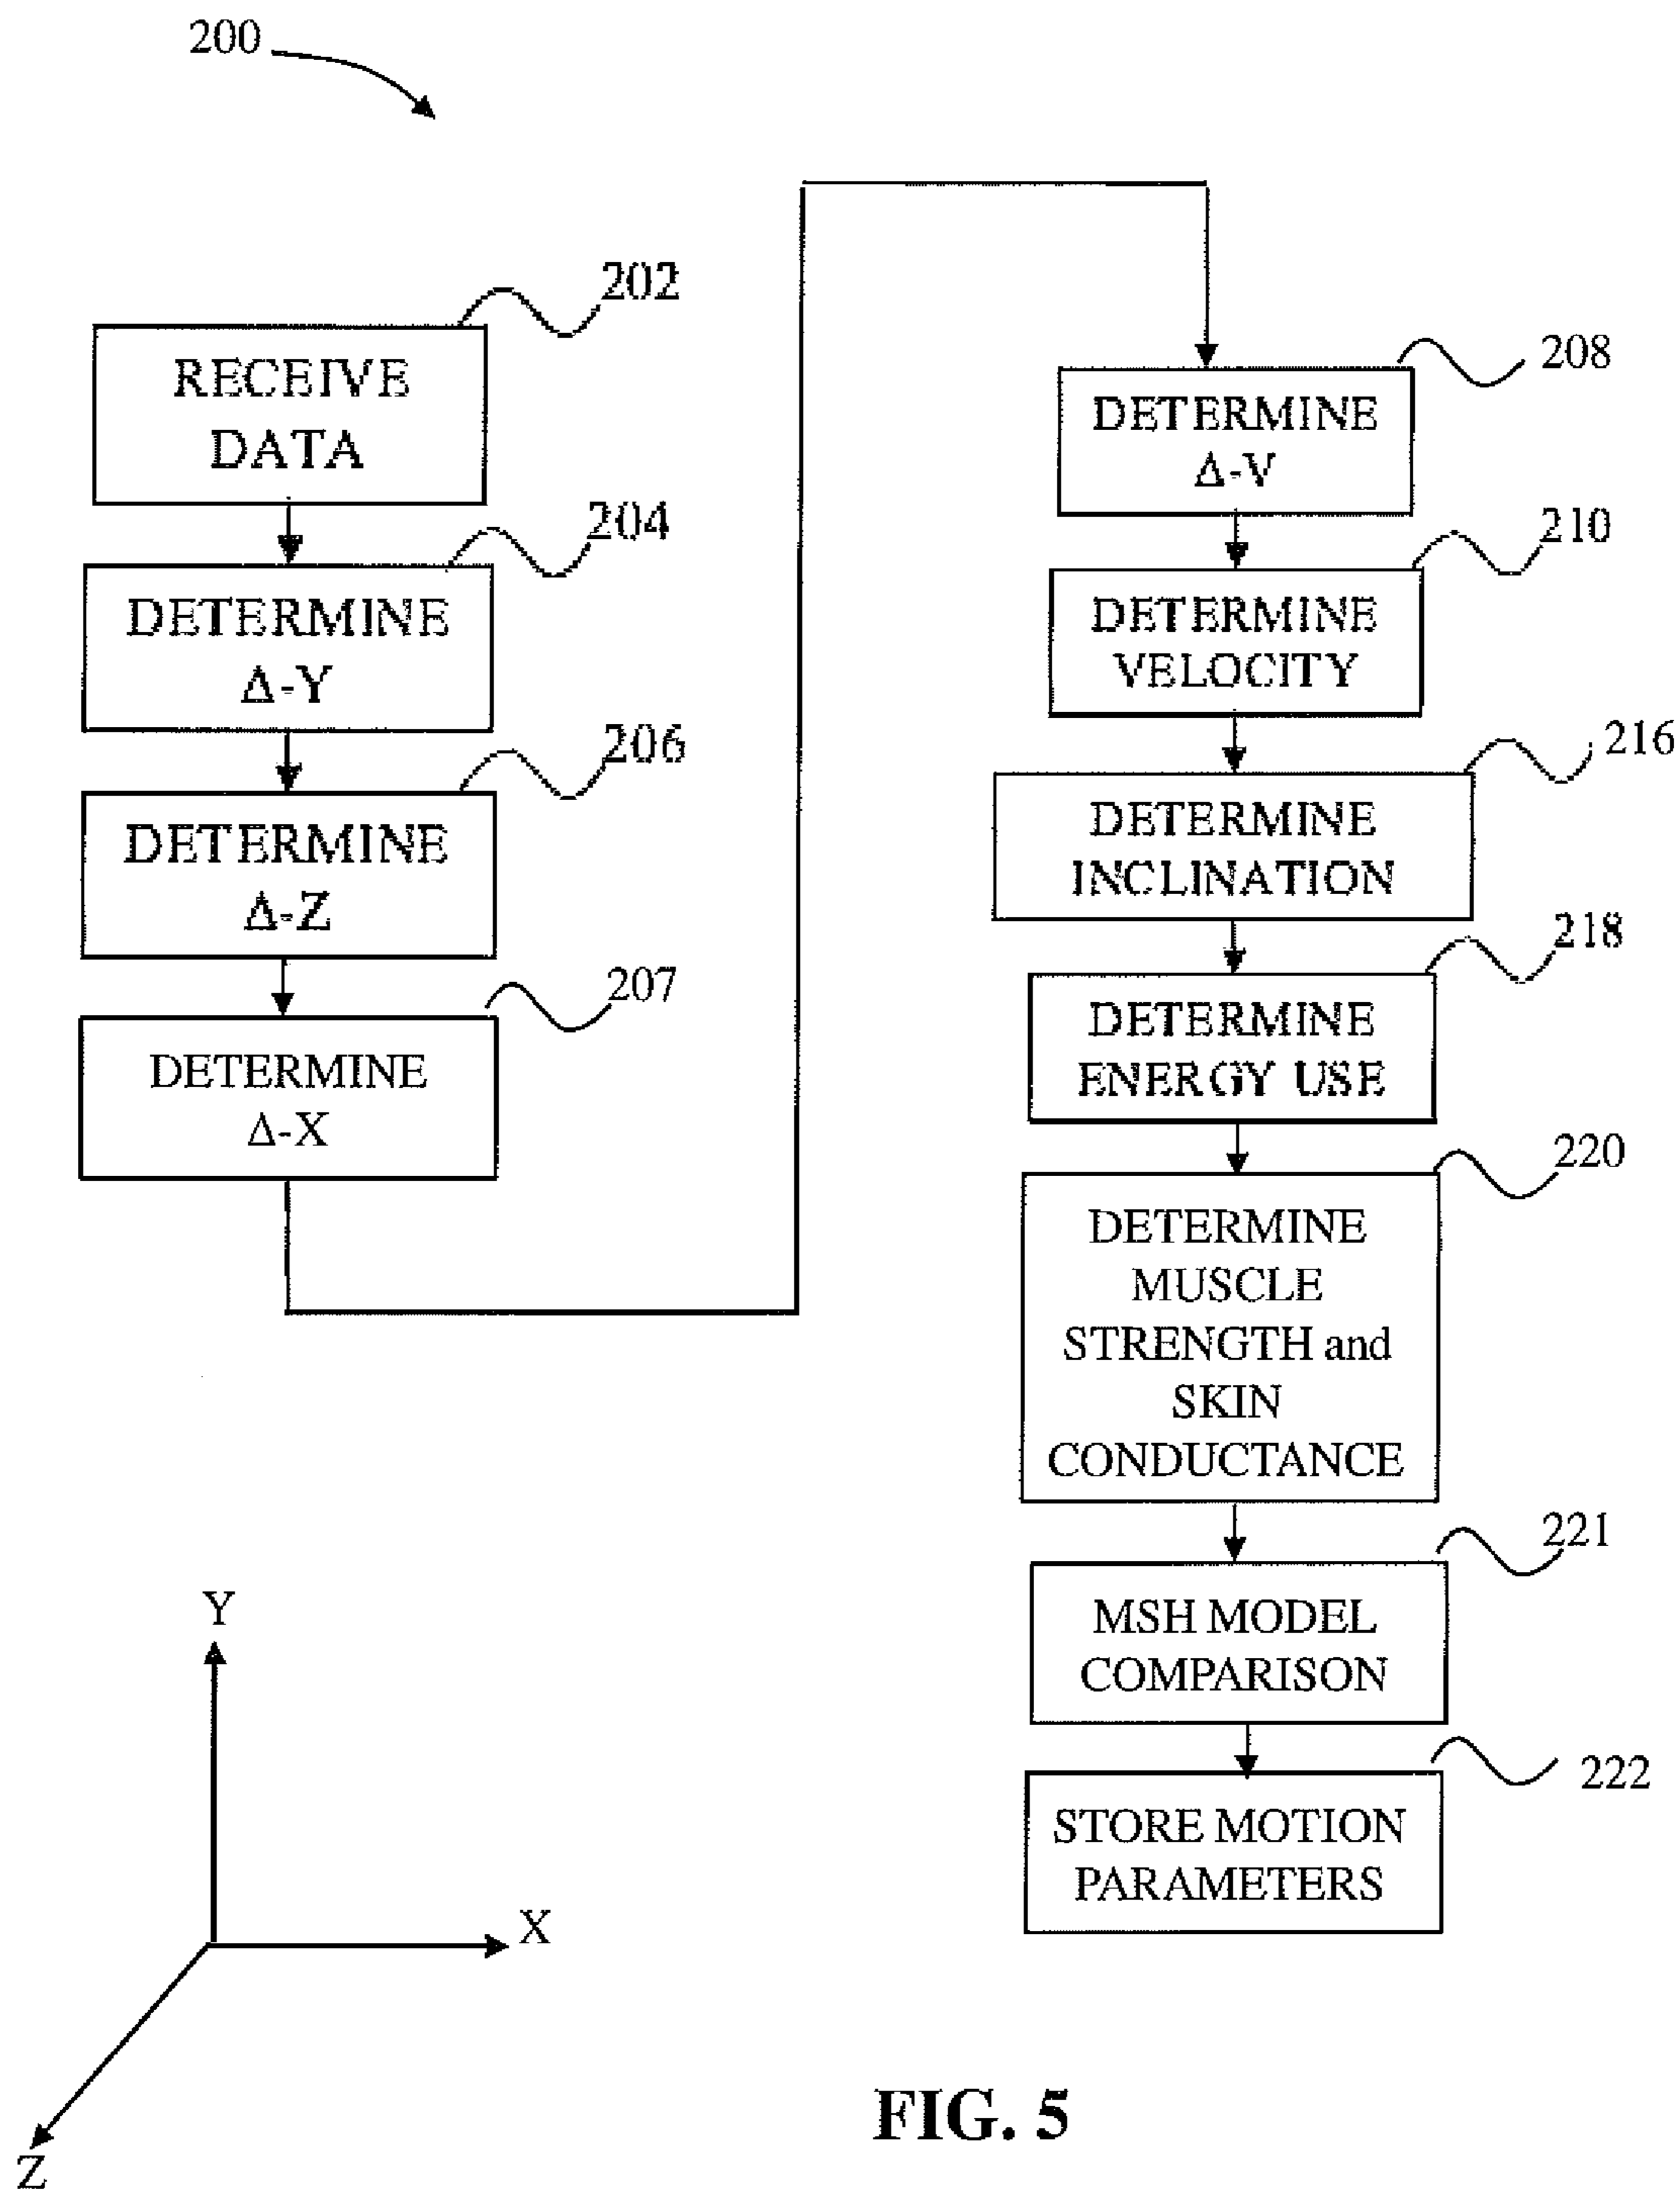 200
202
RECEIVE
DATA
204
DETERMINE
Δ-Y
206
DETERMINE
Δ-Z
207
DETERMINE
Δ-X
208
DETERMINE
Δ-V
210
DETERMINE
VELOCITY
216
DETERMINE
INCLINATION
218
DETERMINE
ENERGY USE
220
DETERMINE
MUSCLE
STRENGTH and
SKIN
CONDUCTANCE
221
MSH MODEL
COMPARISON
222
STORE MOTION
PARAMETERS
Y
X
Z
FIG. 5